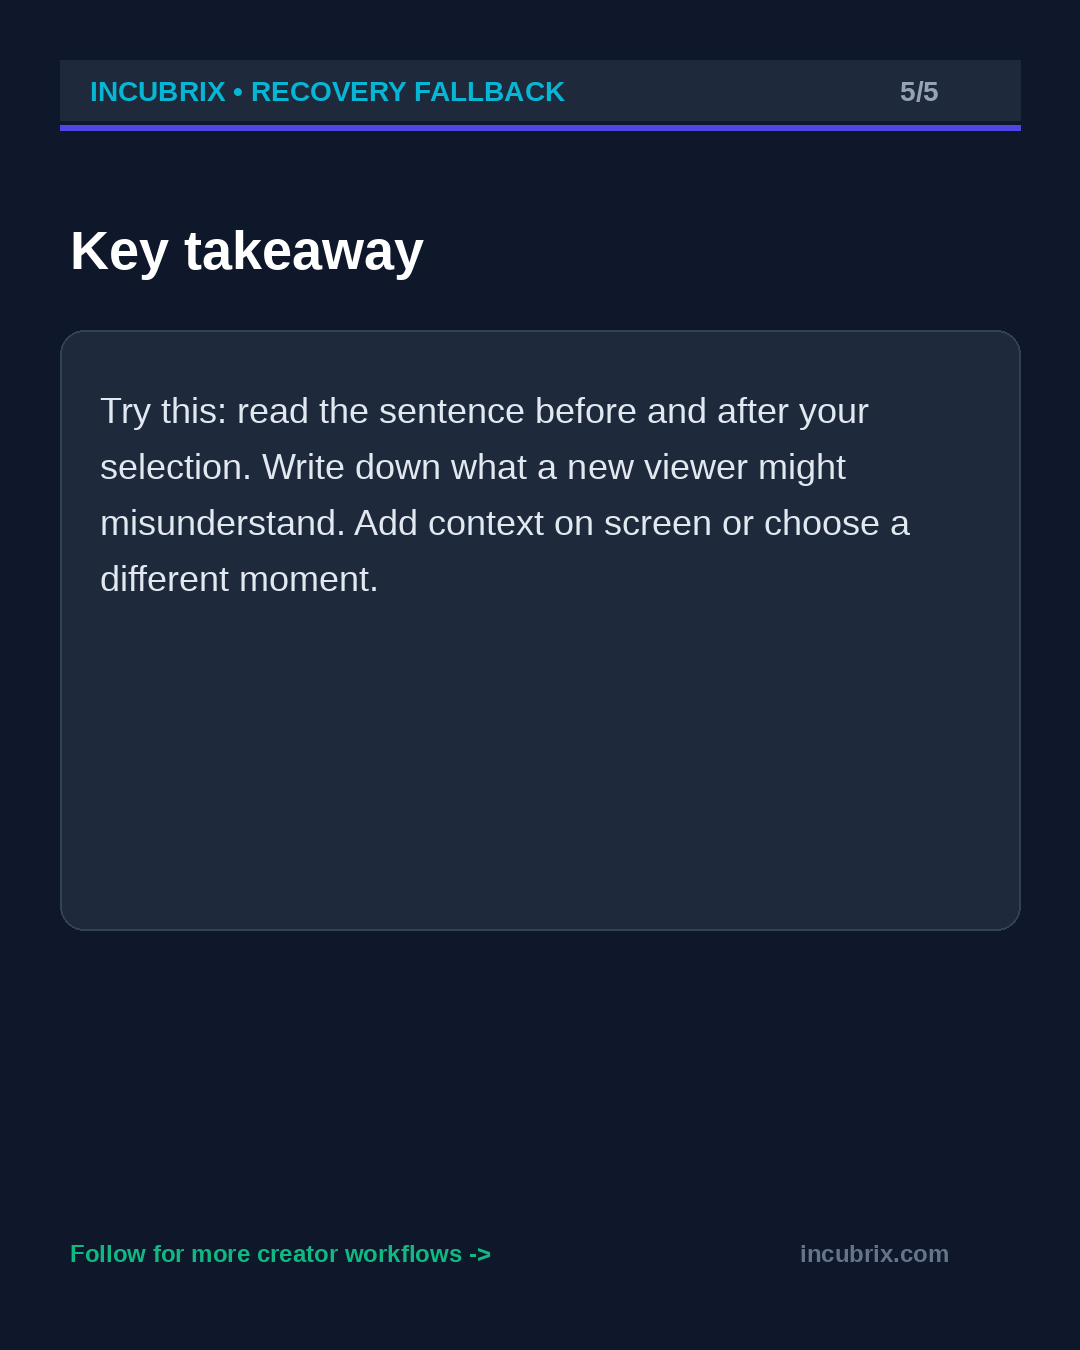 INCUBRIX • RECOVERY FALLBACK 5/5
Key takeaway
Try this: read the sentence before and after your
selection. Write down what a new viewer might
misunderstand. Add context on screen or choose a
different moment.
Follow for more creator workflows -> incubrix.com